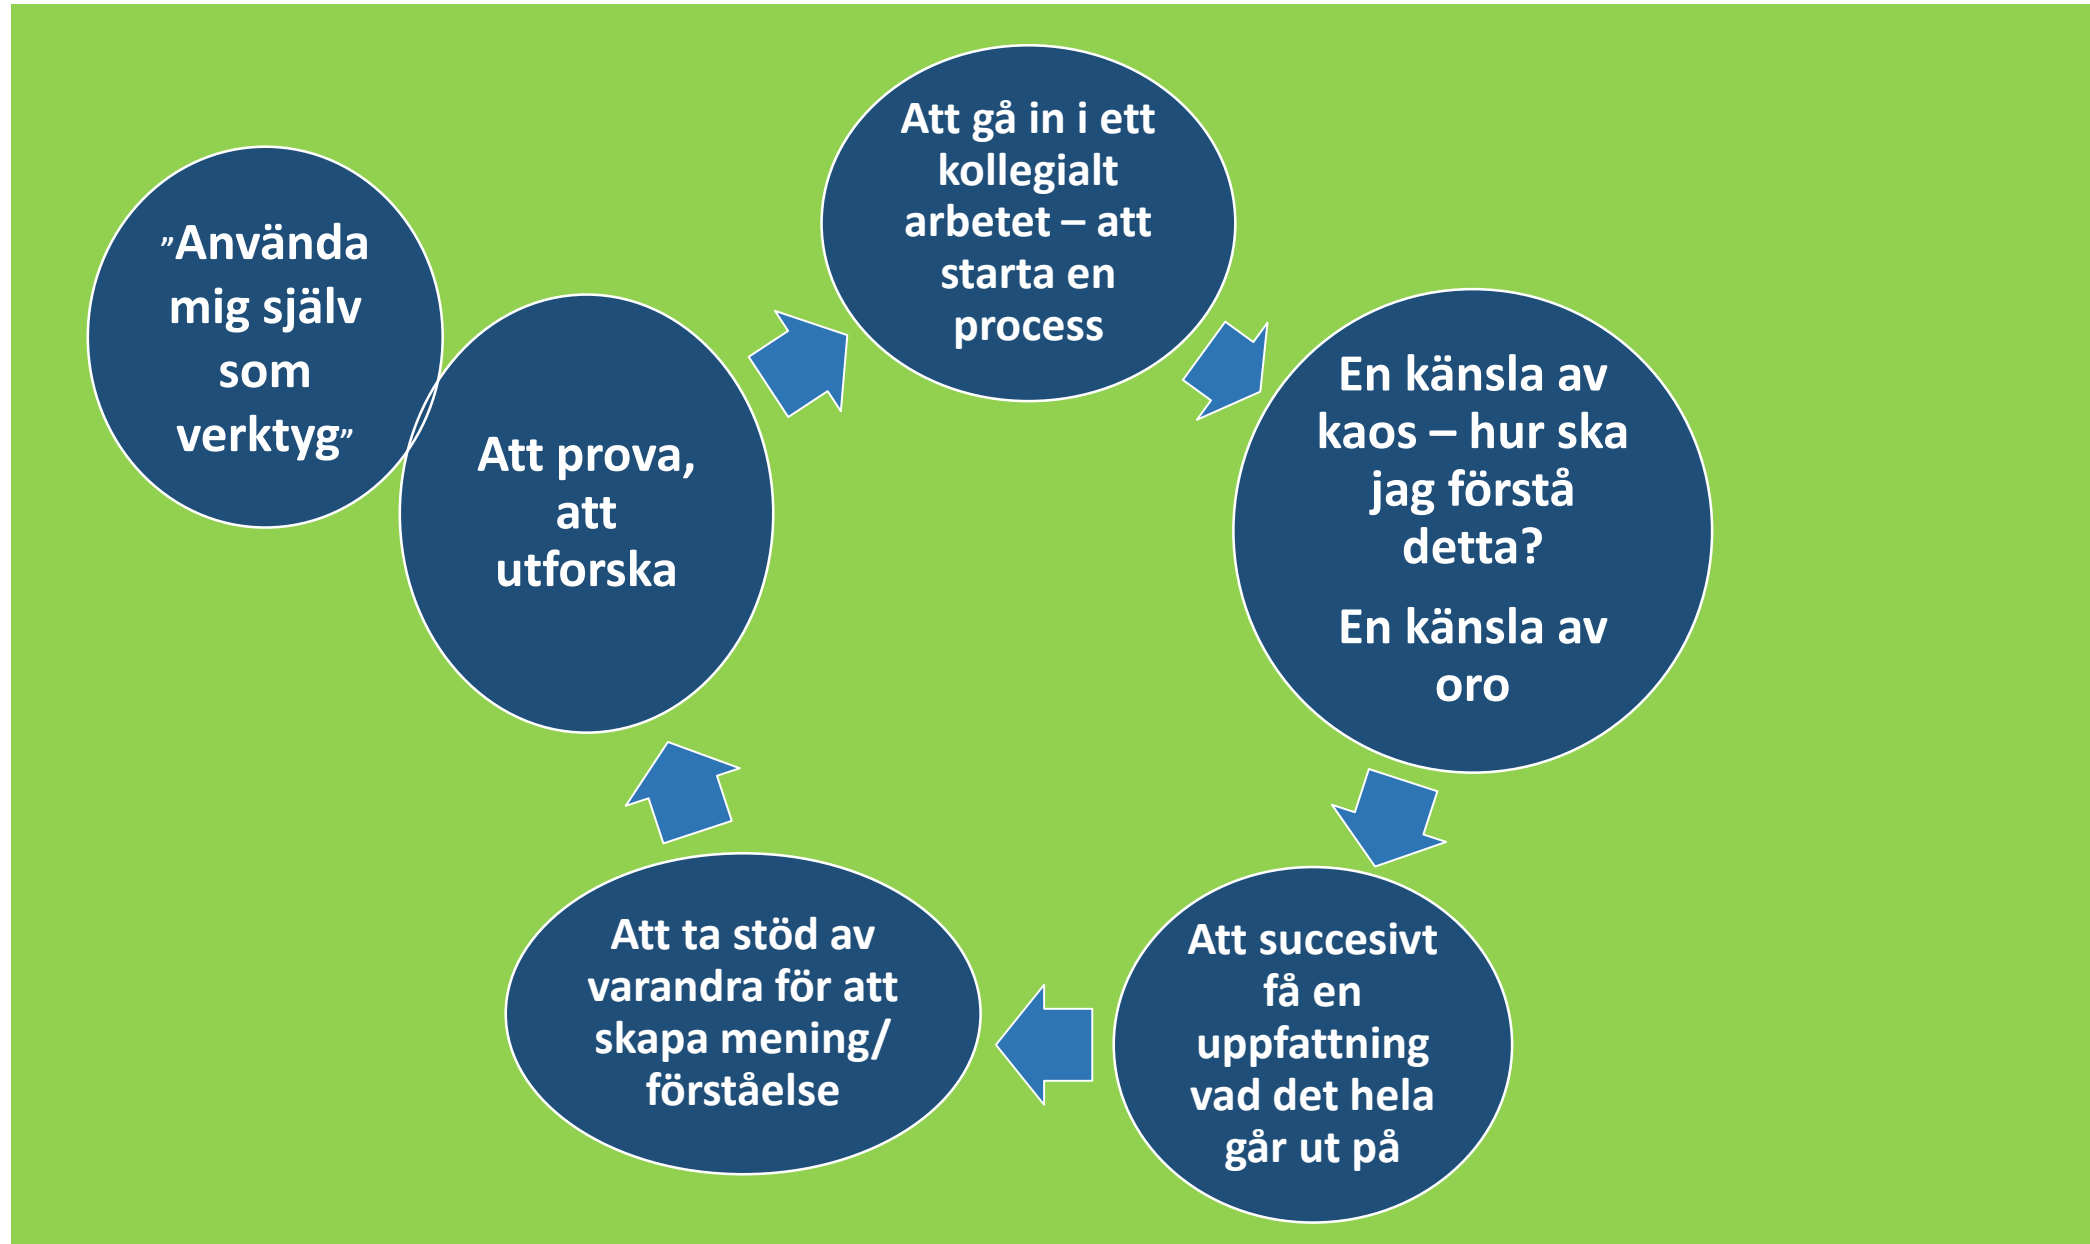 Att gå in i ett
kollegialt
arbetet – att
starta en
process
En känsla av
kaos – hur ska
jag förstå
detta?
En känsla av
oro
Att succesivt
få en
uppfattning
vad det hela
går ut på
Att ta stöd av
varandra för att
skapa mening/
förståelse
Att prova,
att
utforska
”Använda
mig själv
som
verktyg”